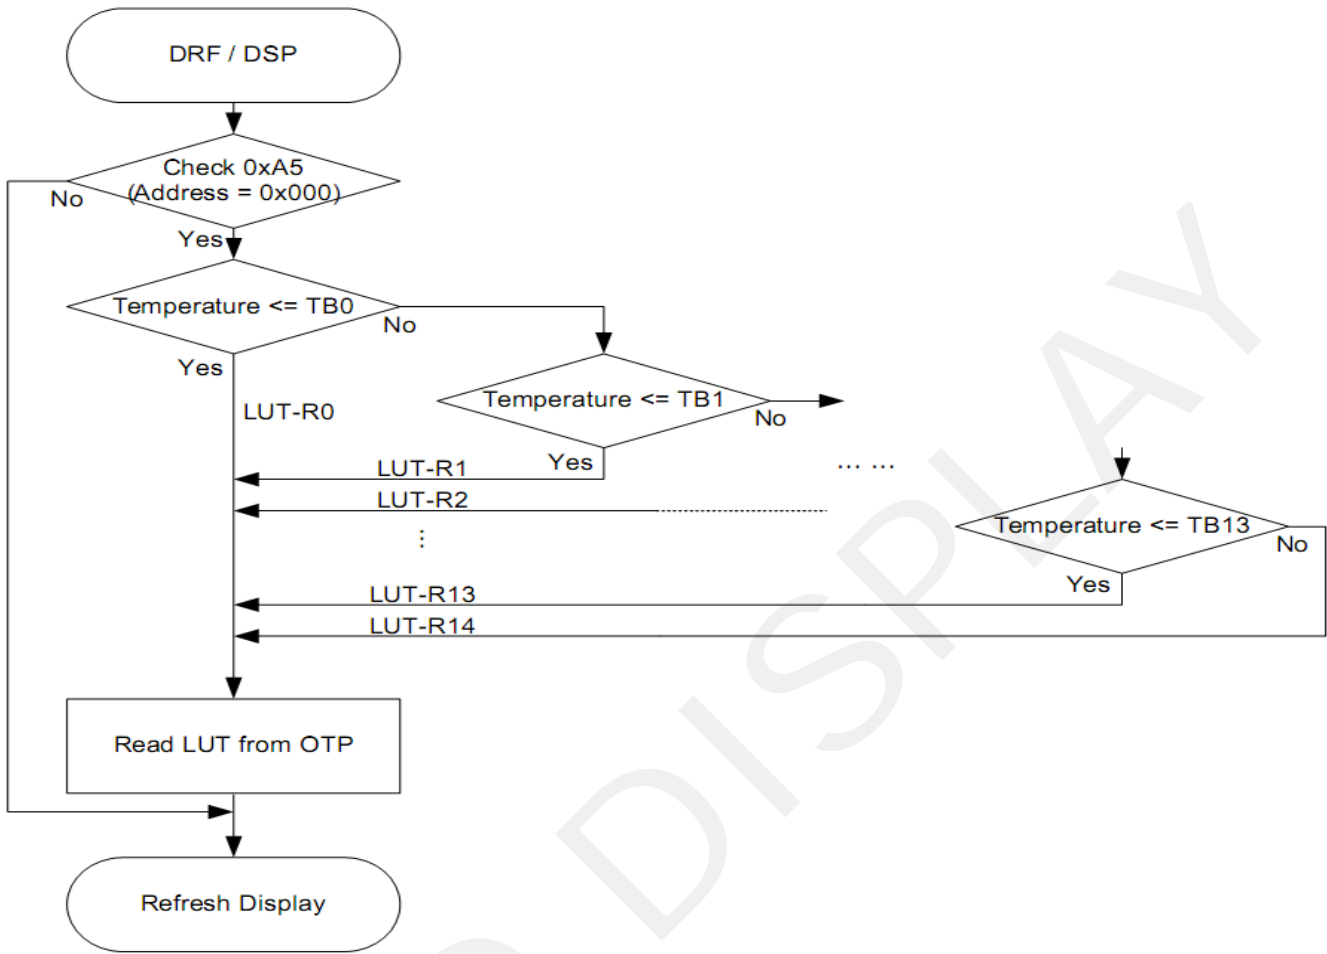 DRF / DSP
Check 0xA5
(Address = 0x000)
No
Yes
Temperature <= TB0
No
Yes
LUT-R0
Temperature <= TB1
No
Yes
LUT-R1
... ...
LUT-R2
⋮
Temperature <= TB13
No
Yes
LUT-R13
LUT-R14
Read LUT from OTP
Refresh Display
DISPLAY